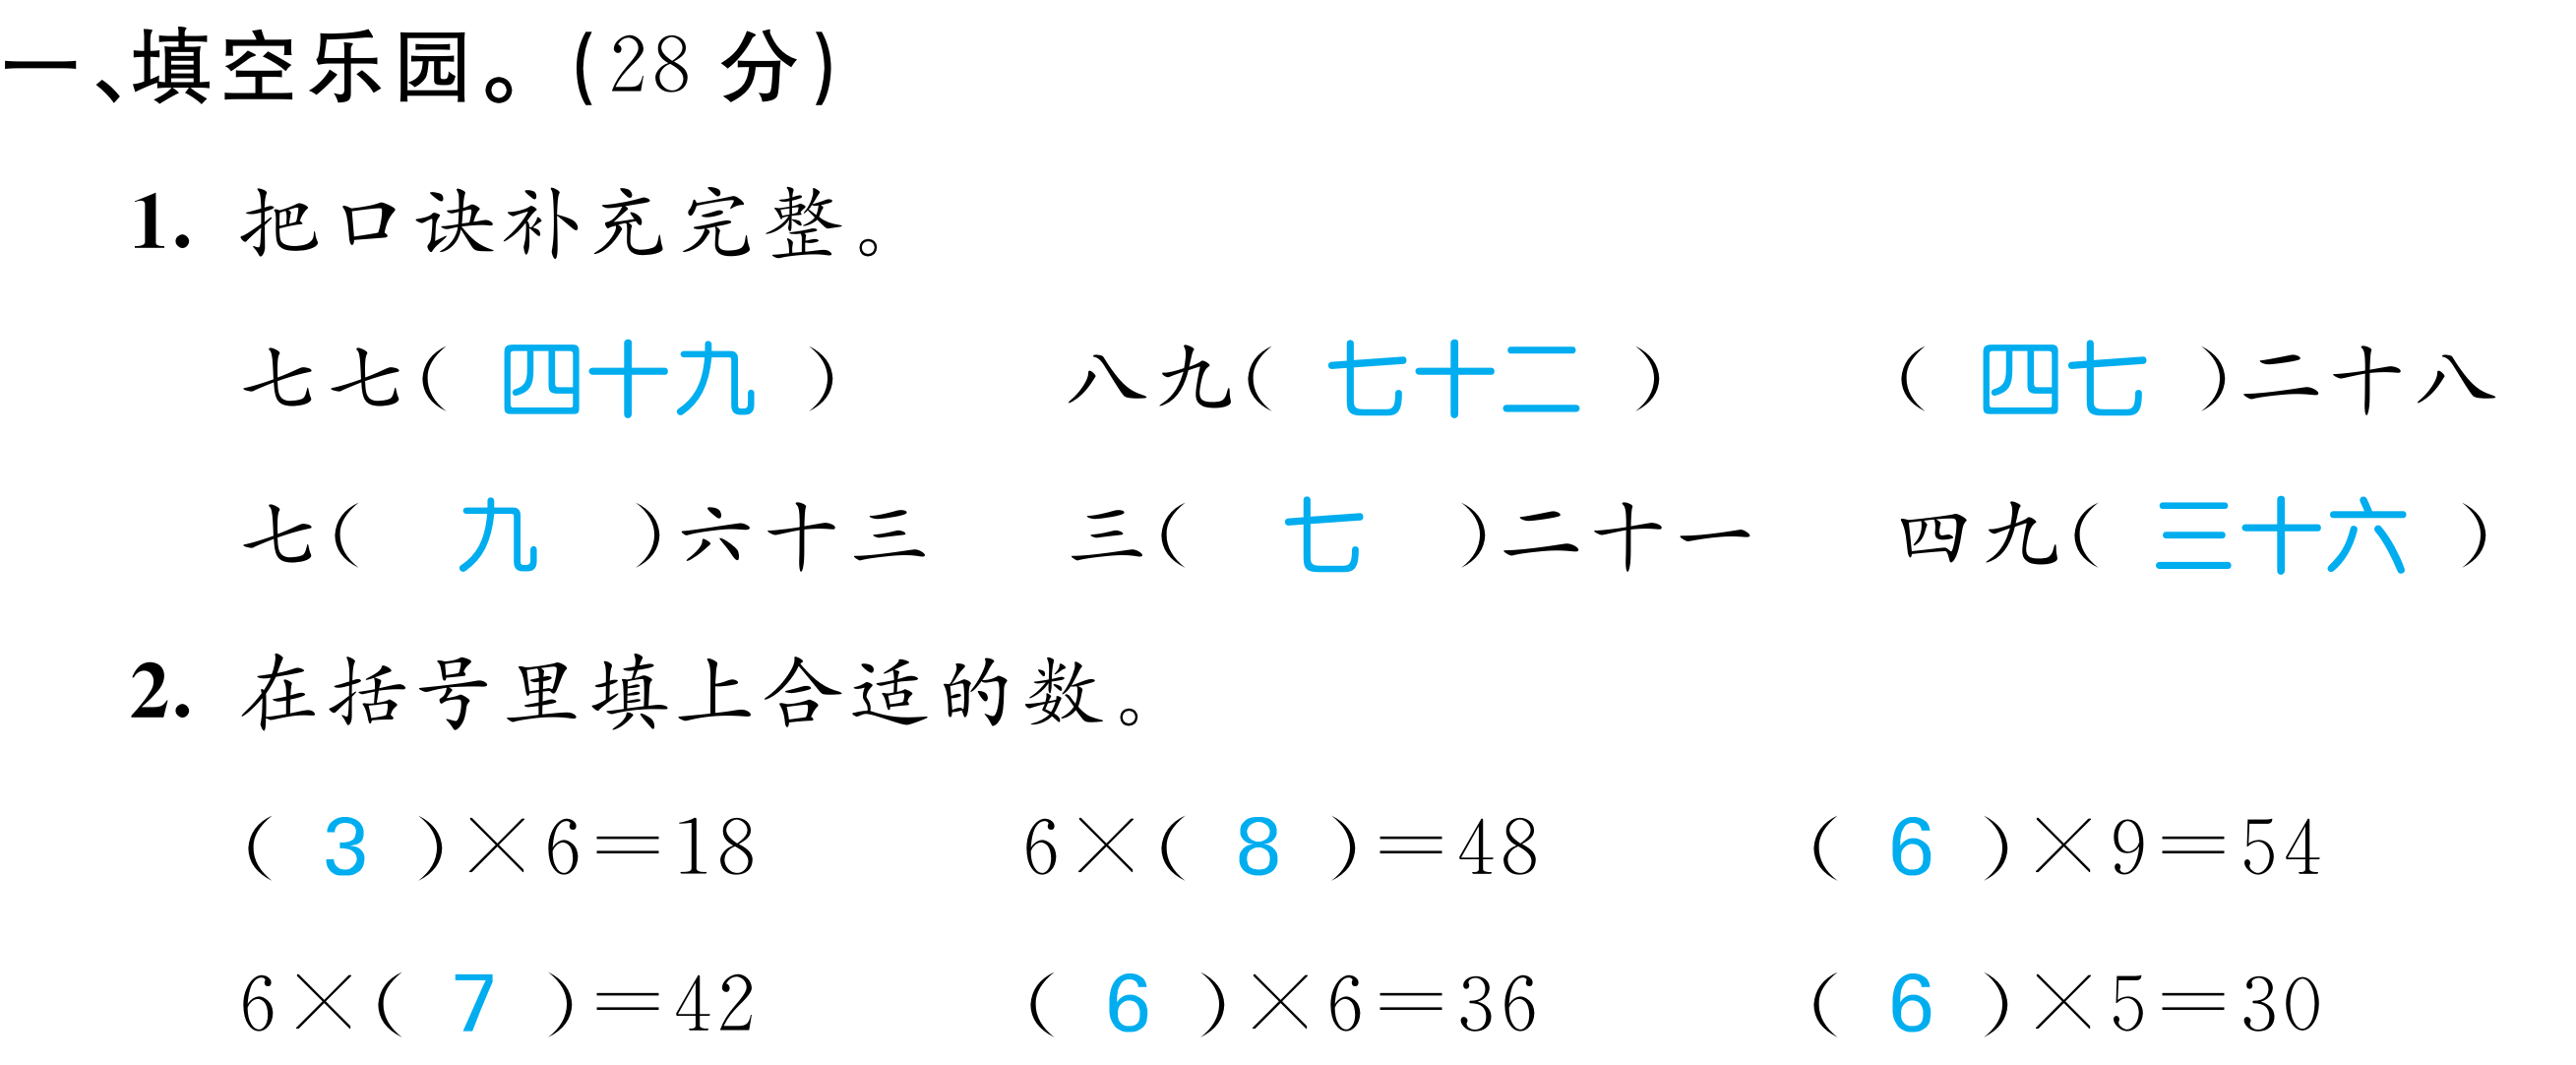 一、填空乐园。(28 分)
1. 把口诀补充完整。
七七( 四十九 ) 八九( 七十二 ) ( 四七 )二十八
七( 九 )六十三 三( 七 )二十一 四九( 三十六 )
2. 在括号里填上合适的数。
( 3 )×6=18 6×( 8 )=48 ( 6 )×9=54
6×( 7 )=42 ( 6 )×6=36 ( 6 )×5=30